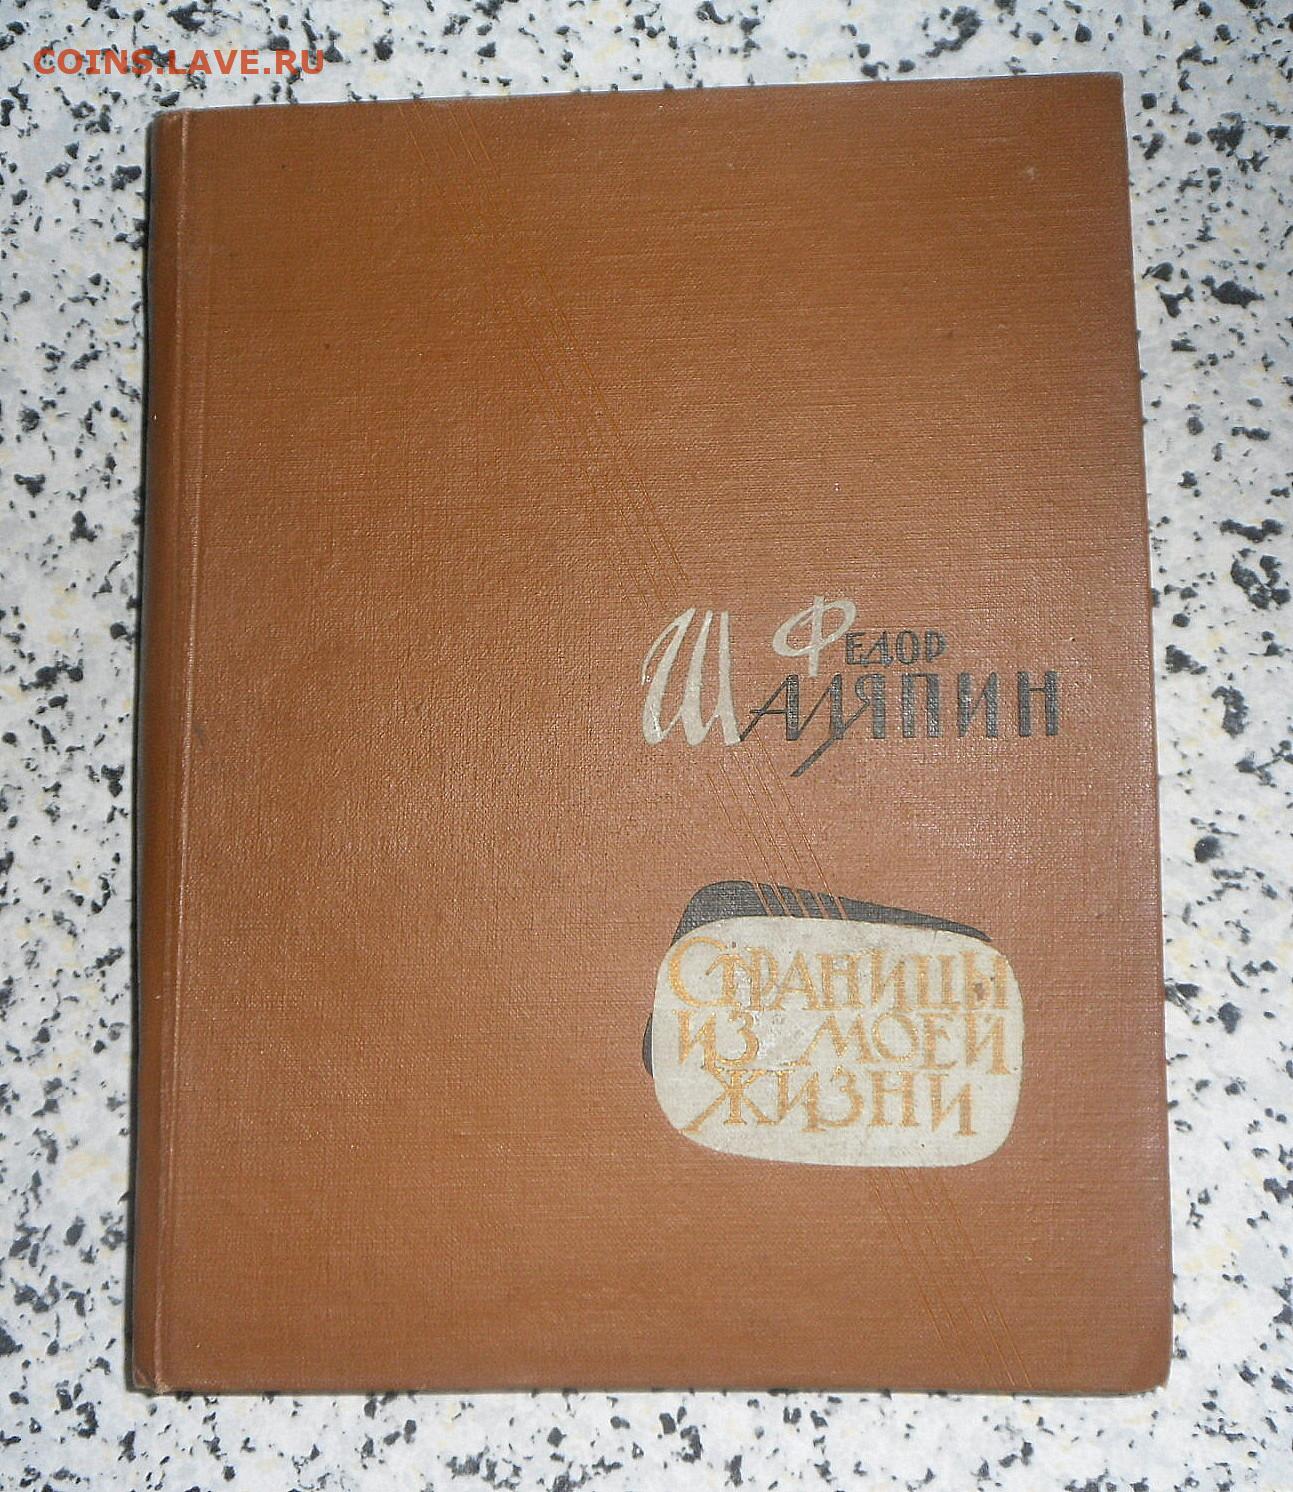 COINS.LAVE.RU
ФЕДОР
ШАЛЯПИН
СТРАНИЦЫ
ИЗ МОЕЙ
ЖИЗНИ